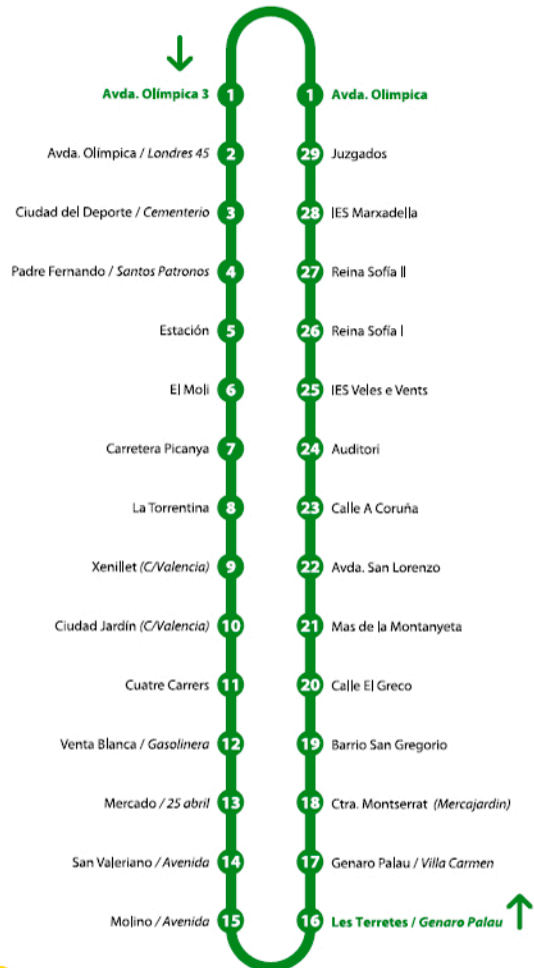 Avda. Olímpica 3 1
Avda. Olímpica / Londres 45 2
Ciudad del Deporte / Cementerio 3
Padre Fernando / Santos Patronos 4
Estación 5
El Moli 6
Carretera Picanya 7
La Torrentina 8
Xenillet (C/Valencia) 9
Ciudad Jardín (C/Valencia) 10
Cuatre Carrers 11
Venta Blanca / Gasolinera 12
Mercado / 25 abril 13
San Valeriano / Avenida 14
Molino / Avenida 15
1 Avda. Olimpica
29 Juzgados
28 IES Marxadella
27 Reina Sofía II
26 Reina Sofía I
25 IES Veles e Vents
24 Auditori
23 Calle A Coruña
22 Avda. San Lorenzo
21 Mas de la Montanyeta
20 Calle El Greco
19 Barrio San Gregorio
18 Ctra. Montserrat (Mercajardin)
17 Genaro Palau / Villa Carmen
16 Les Terretes / Genaro Palau